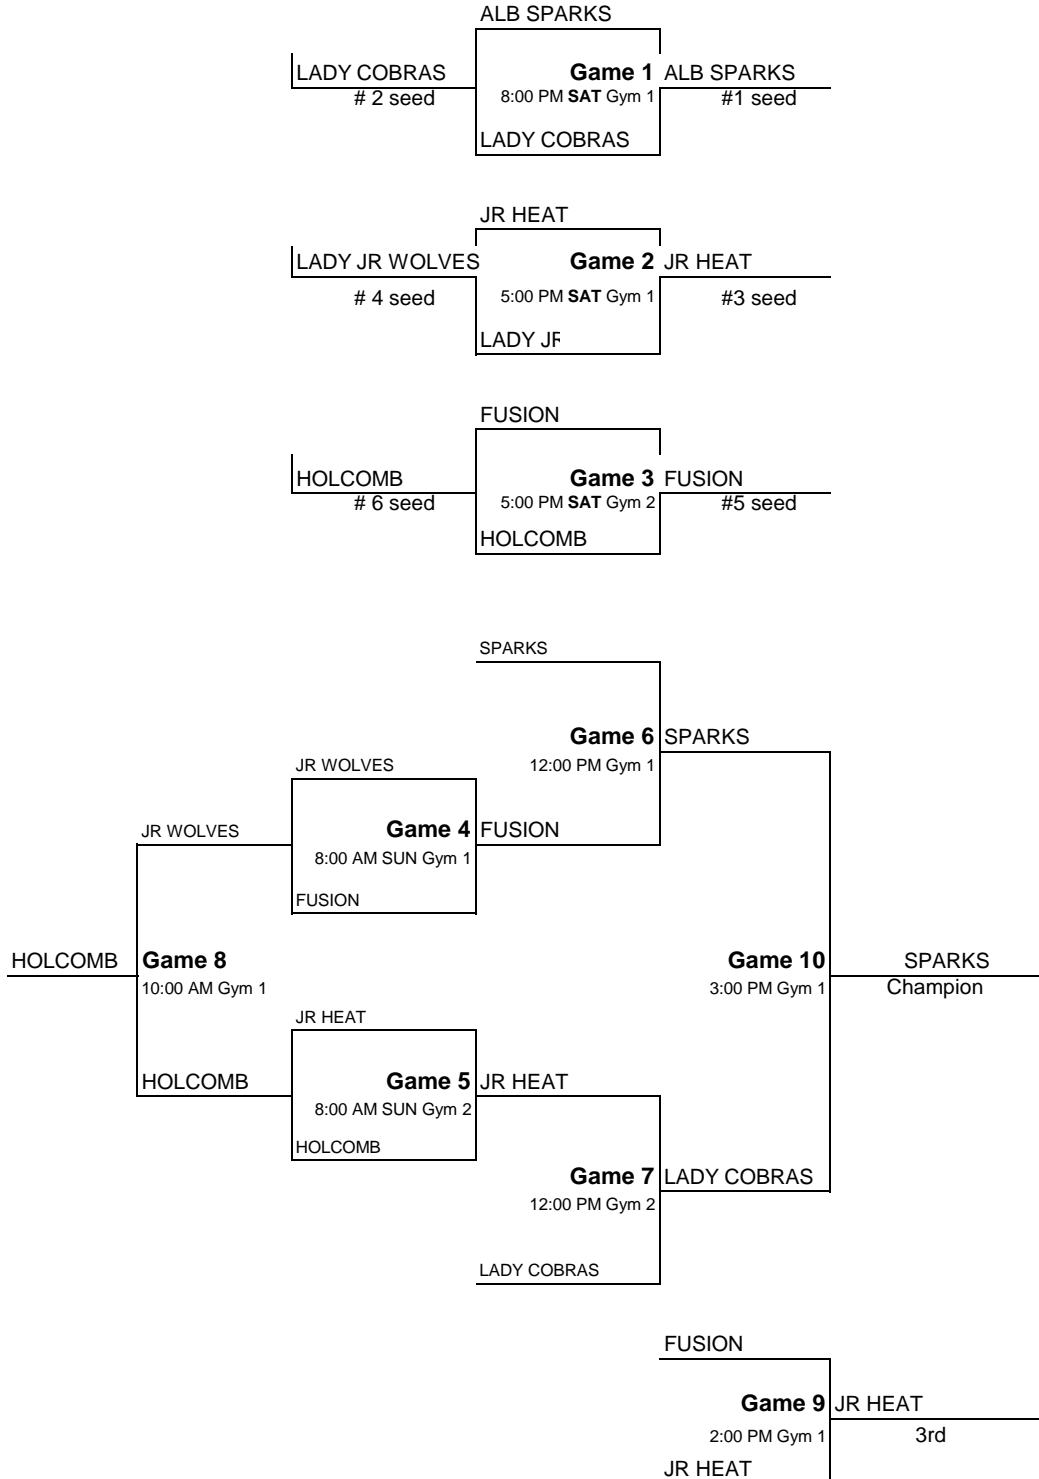 ALB SPARKS
LADY COBRAS Game 1 ALB SPARKS
# 2 seed 8:00 PM SAT Gym 1 #1 seed
LADY COBRAS
JR HEAT
LADY JR WOLVES Game 2 JR HEAT
# 4 seed 5:00 PM SAT Gym 1 #3 seed
LADY JR
FUSION
HOLCOMB Game 3 FUSION
# 6 seed 5:00 PM SAT Gym 2 #5 seed
HOLCOMB
SPARKS
Game 6 SPARKS
JR WOLVES 12:00 PM Gym 1
JR WOLVES Game 4 FUSION
8:00 AM SUN Gym 1
FUSION
HOLCOMB Game 8 Game 10 SPARKS
10:00 AM Gym 1 3:00 PM Gym 1 Champion
JR HEAT
HOLCOMB Game 5 JR HEAT
8:00 AM SUN Gym 2
HOLCOMB
Game 7 LADY COBRAS
12:00 PM Gym 2
LADY COBRAS
FUSION
Game 9 JR HEAT
2:00 PM Gym 1 3rd
JR HEAT